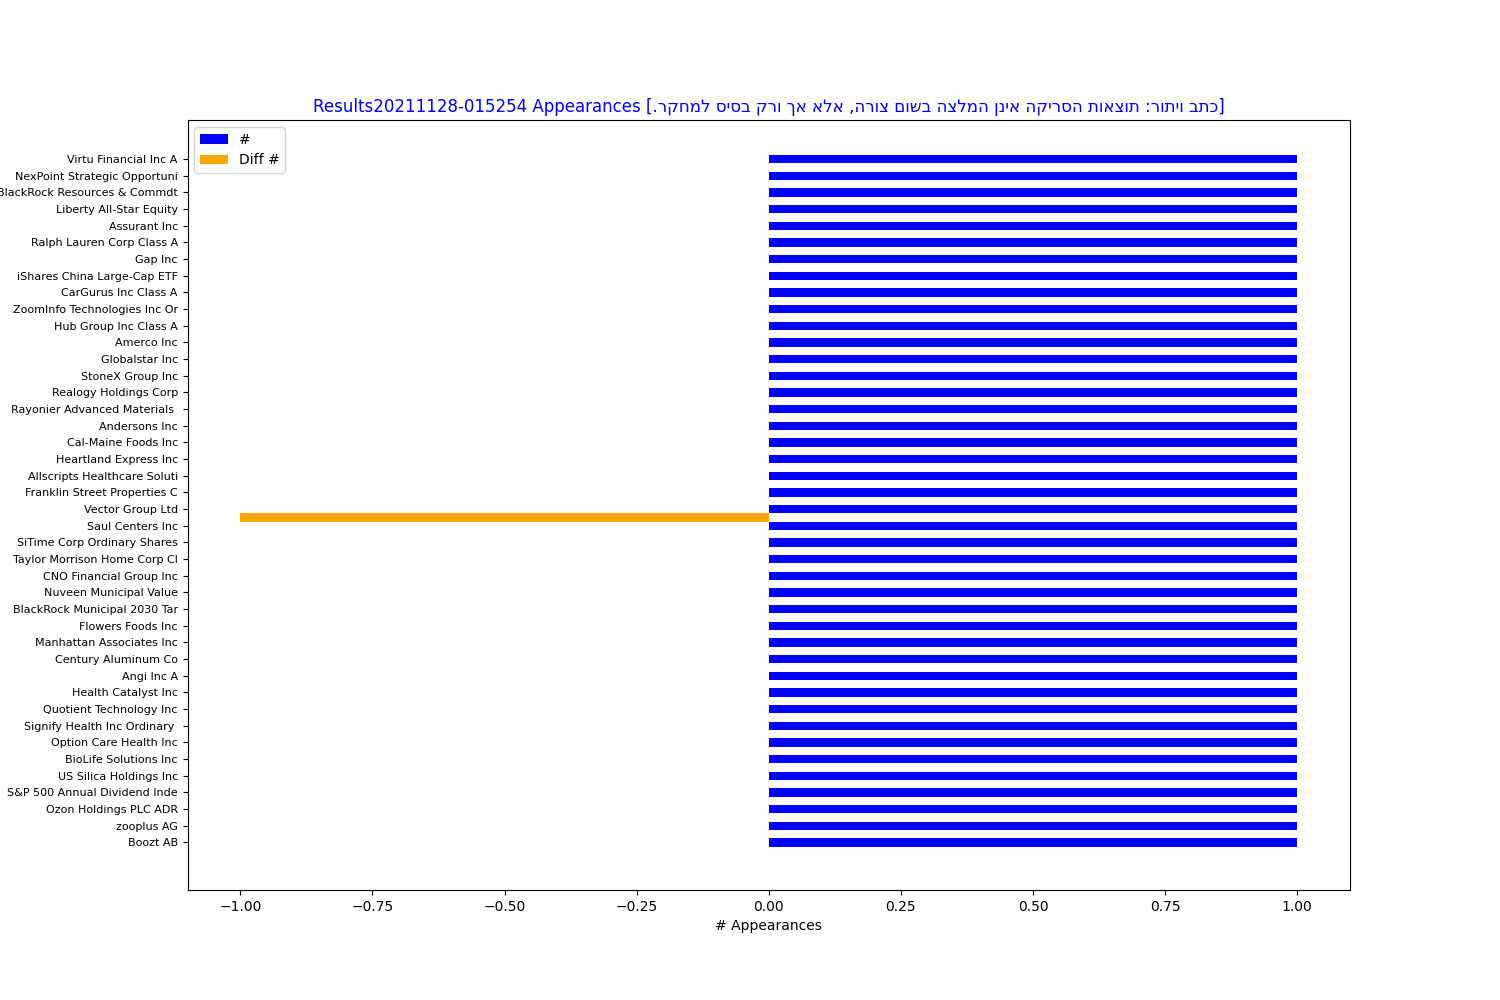 Results20211128-015254 Appearances [כתב ויתור: תוצאות הסריקה אינן המלצה בשום צורה, אלא אך ורק בסיס למחקר.]
#
Diff #
Virtu Financial Inc A
NexPoint Strategic Opportuni
BlackRock Resources & Commdt
Liberty All-Star Equity
Assurant Inc
Ralph Lauren Corp Class A
Gap Inc
iShares China Large-Cap ETF
CarGurus Inc Class A
ZoomInfo Technologies Inc Or
Hub Group Inc Class A
Amerco Inc
Globalstar Inc
StoneX Group Inc
Realogy Holdings Corp
Rayonier Advanced Materials
Andersons Inc
Cal-Maine Foods Inc
Heartland Express Inc
Allscripts Healthcare Soluti
Franklin Street Properties C
Vector Group Ltd
Saul Centers Inc
SiTime Corp Ordinary Shares
Taylor Morrison Home Corp Cl
CNO Financial Group Inc
Nuveen Municipal Value
BlackRock Municipal 2030 Tar
Flowers Foods Inc
Manhattan Associates Inc
Century Aluminum Co
Angi Inc A
Health Catalyst Inc
Quotient Technology Inc
Signify Health Inc Ordinary
Option Care Health Inc
BioLife Solutions Inc
US Silica Holdings Inc
S&P 500 Annual Dividend Inde
Ozon Holdings PLC ADR
zooplus AG
Boozt AB
−1.00 −0.75 −0.50 −0.25 0.00 0.25 0.50 0.75 1.00
# Appearances